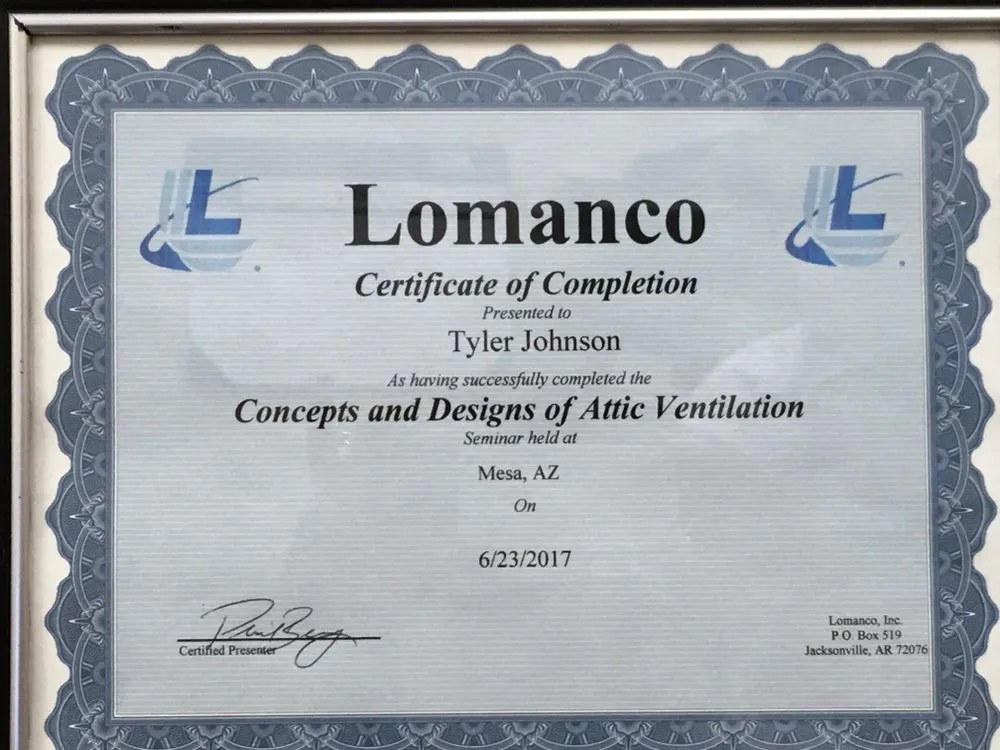 Lomanco
Certificate of Completion
Presented to
Tyler Johnson
As having successfully completed the
Concepts and Designs of Attic Ventilation
Seminar held at
Mesa, AZ
On
6/23/2017
Certified Presenter
Lomanco, Inc.
P.O. Box 519
Jacksonville, AR 72076